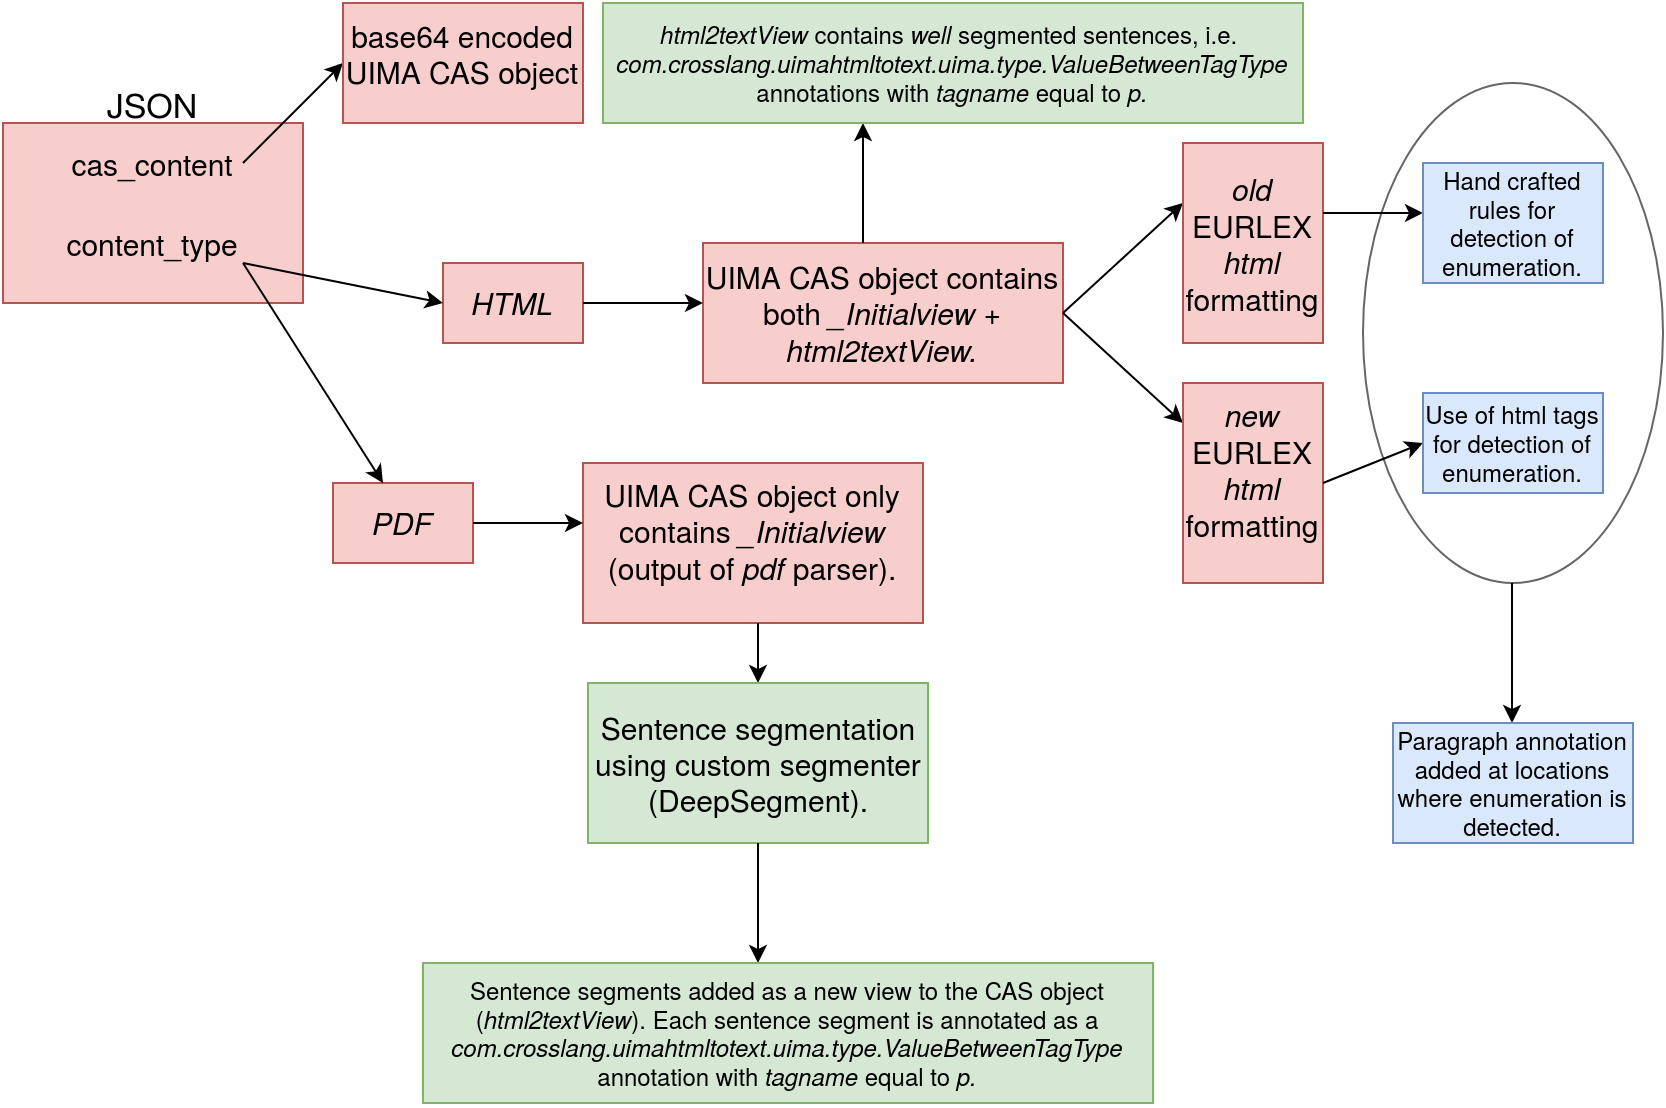 base64 encoded
UIMA CAS object
html2textView contains well segmented sentences, i.e.
com.crosslang.uimahtmltotext.uima.type.ValueBetweenTagType
annotations with tagname equal to p.
JSON
cas_content
content_type
HTML
UIMA CAS object contains
both _Initialview +
html2textView.
old
EURLEX
html
formatting
Hand crafted
rules for
detection of
enumeration.
new
EURLEX
html
formatting
Use of html tags
for detection of
enumeration.
PDF
UIMA CAS object only
contains _Initialview
(output of pdf parser).
Sentence segmentation
using custom segmenter
(DeepSegment).
Paragraph annotation
added at locations
where enumeration is
detected.
Sentence segments added as a new view to the CAS object
(html2textView). Each sentence segment is annotated as a
com.crosslang.uimahtmltotext.uima.type.ValueBetweenTagType
annotation with tagname equal to p.